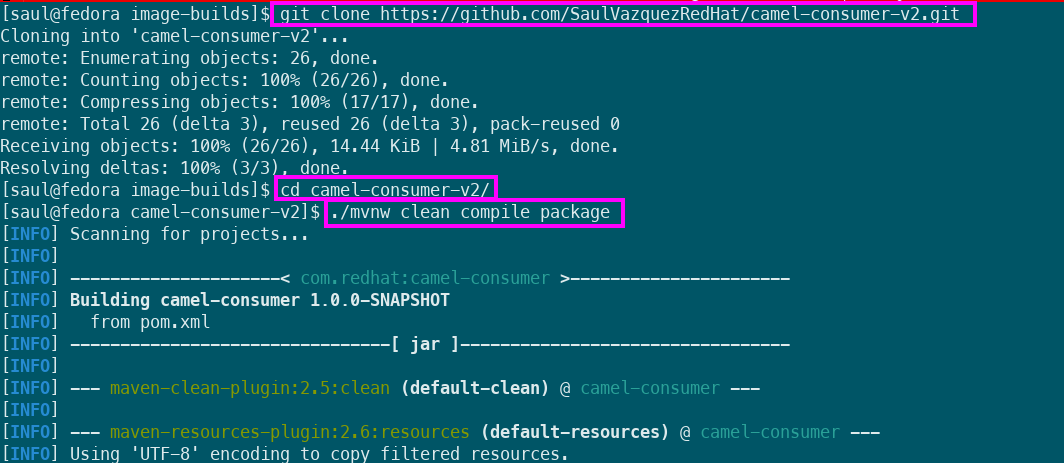 [saul@fedora image-builds]$ git clone https://github.com/SaulVazquezRedHat/camel-consumer-v2.git
Cloning into 'camel-consumer-v2'...
remote: Enumerating objects: 26, done.
remote: Counting objects: 100% (26/26), done.
remote: Compressing objects: 100% (17/17), done.
remote: Total 26 (delta 3), reused 26 (delta 3), pack-reused 0
Receiving objects: 100% (26/26), 14.44 KiB | 4.81 MiB/s, done.
Resolving deltas: 100% (3/3), done.
[saul@fedora image-builds]$ cd camel-consumer-v2/
[saul@fedora camel-consumer-v2]$ ./mvnw clean compile package
[INFO] Scanning for projects...
[INFO]
[INFO] ---------------------< com.redhat:camel-consumer >----------------------
[INFO] Building camel-consumer 1.0.0-SNAPSHOT
[INFO]   from pom.xml
[INFO] --------------------------------[ jar ]---------------------------------
[INFO]
[INFO] --- maven-clean-plugin:2.5:clean (default-clean) @ camel-consumer ---
[INFO]
[INFO] --- maven-resources-plugin:2.6:resources (default-resources) @ camel-consumer ---
[INFO] Using 'UTF-8' encoding to copy filtered resources.